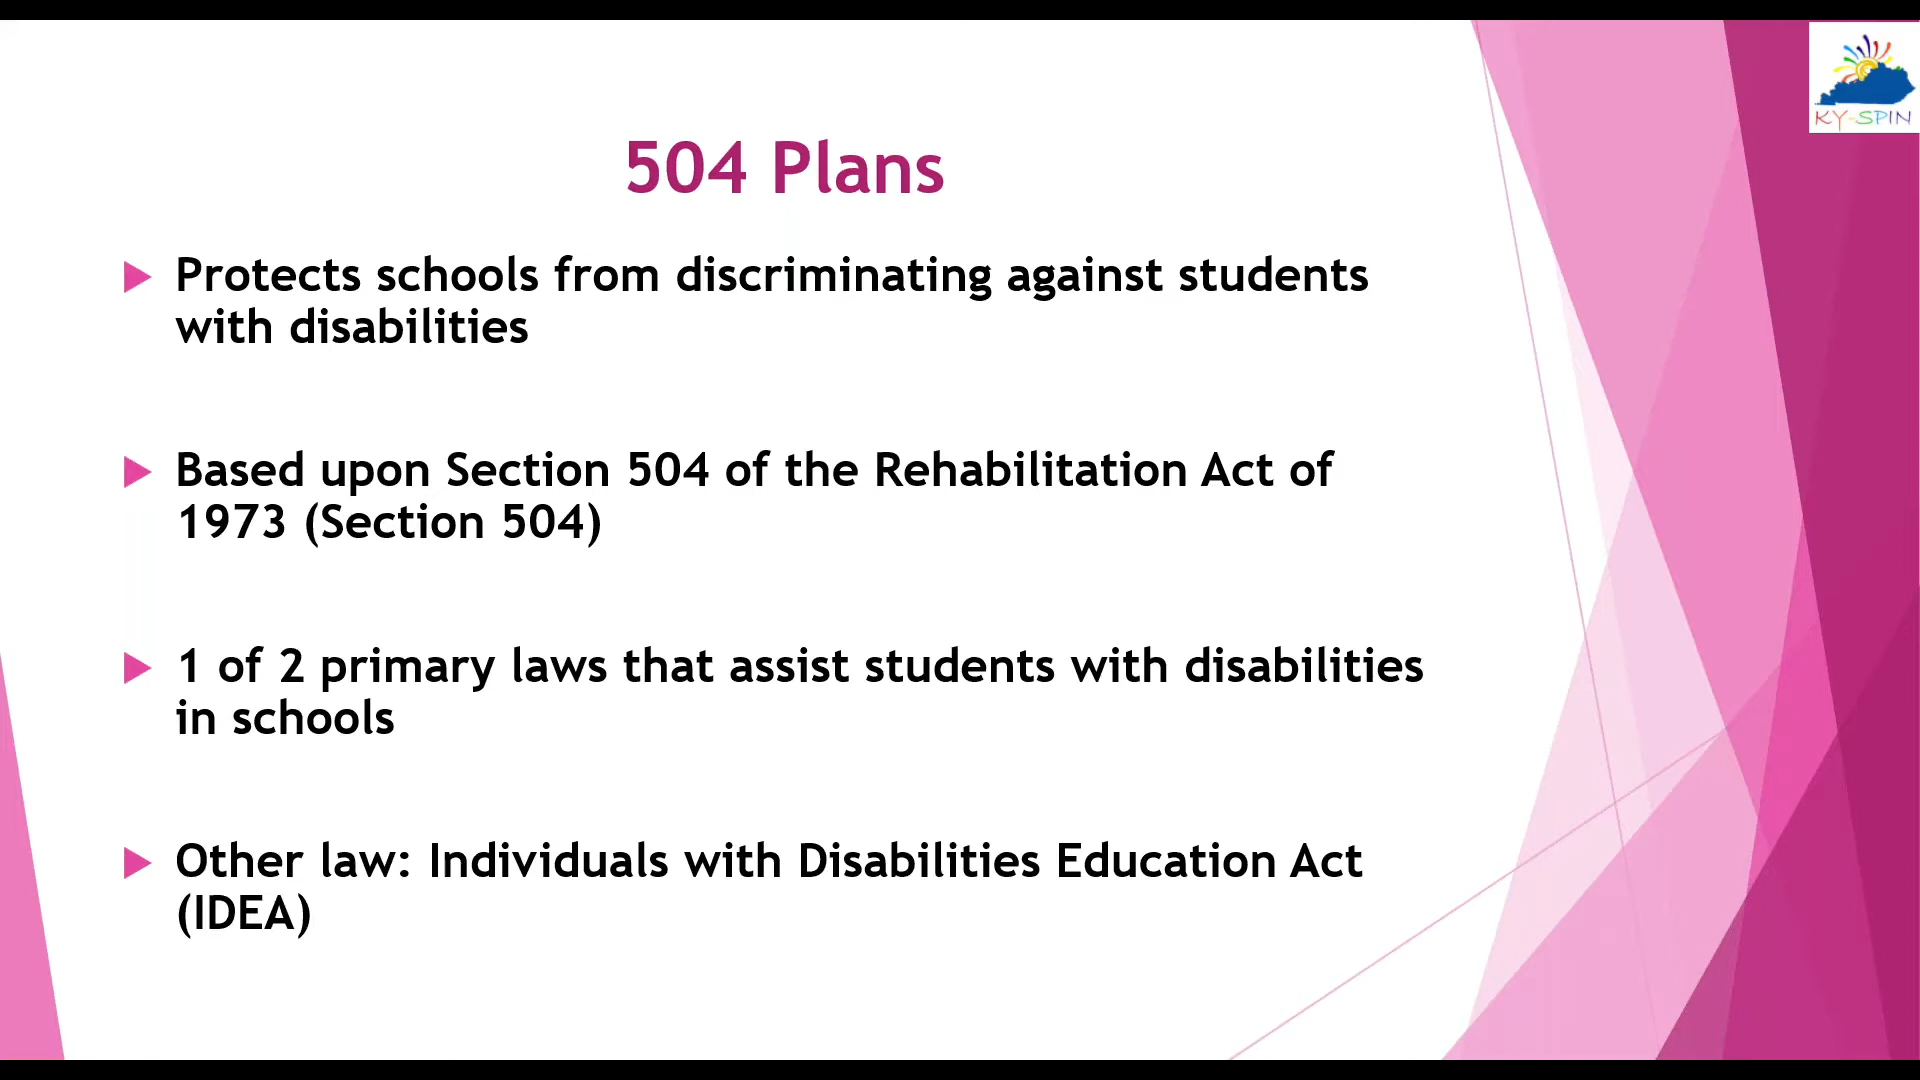 KY-SPIN
504 Plans
Protects schools from discriminating against students
with disabilities
Based upon Section 504 of the Rehabilitation Act of
1973 (Section 504)
1 of 2 primary laws that assist students with disabilities
in schools
Other law: Individuals with Disabilities Education Act
(IDEA)